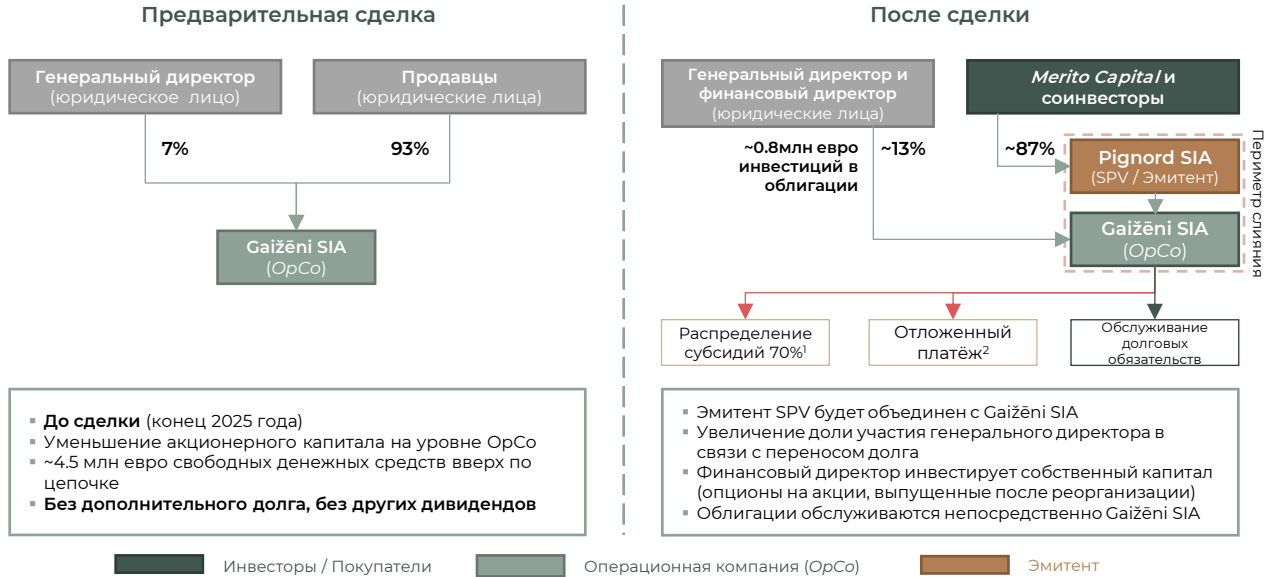 Предварительная сделка
Генеральный директор
(юридическое лицо)
Продавцы
(юридические лица)
7%
93%
Gaižēni SIA
(OpCo)
До сделки (конец 2025 года)
Уменьшение акционерного капитала на уровне OpCo
~4.5 млн евро свободных денежных средств вверх по
цепочке
Без дополнительного долга, без других дивидендов
После сделки
Генеральный директор и
финансовый директор
(юридические лица)
Merito Capital и
соинвесторы
~0.8млн евро
инвестиций в
облигации
~13%
~87%
Pignord SIA
(SPV / Эмитент)
Gaižēni SIA
(OpCo)
Периметр слияния
Распределение
субсидий 70%¹
Отложенный
платёж²
Обслуживание
долговых
обязательств
Эмитент SPV будет объединен с Gaižēni SIA
Увеличение доли участия генерального директора в
связи с переносом долга
Финансовый директор инвестирует собственный капитал
(опционы на акции, выпущенные после реорганизации)
Облигации обслуживаются непосредственно Gaižēni SIA
Инвесторы / Покупатели
Операционная компания (OpCo)
Эмитент